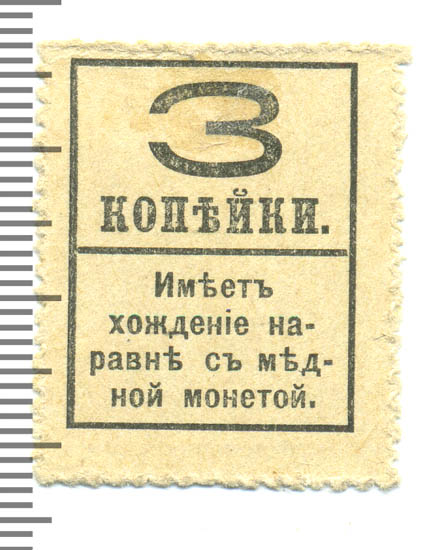 3
КОПѢЙКИ.
Имѣетъ
хожденіе на-
равнѣ съ мѣд-
ной монетой.